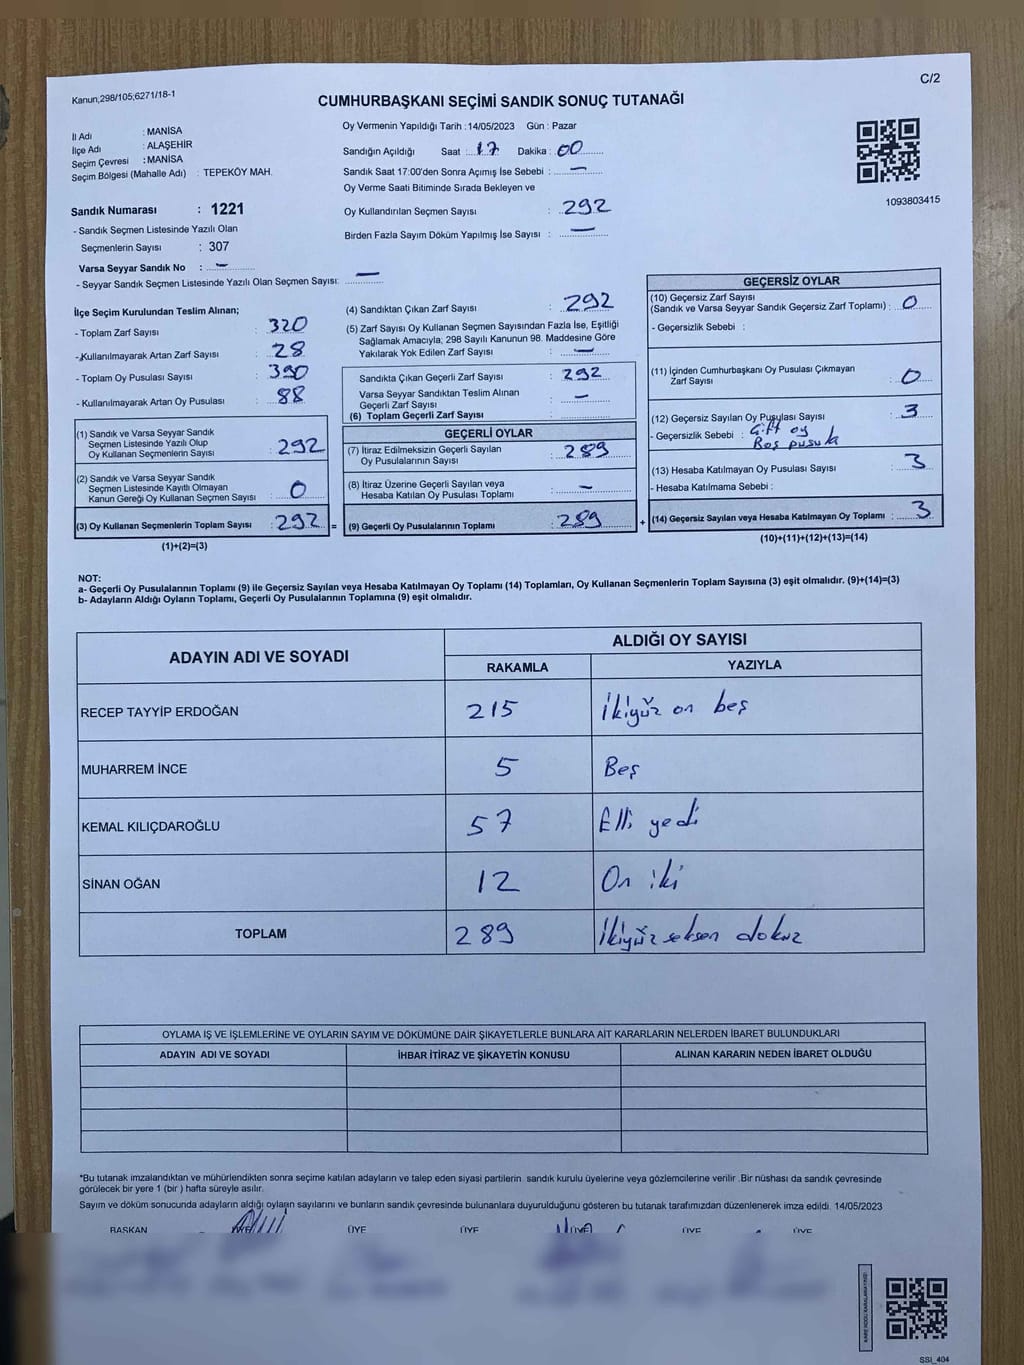 Kanun;298/105;6271/18-1
C/2
CUMHURBAŞKANI SEÇİMİ SANDIK SONUÇ TUTANAĞI
İl Adı : MANİSA
İlçe Adı : ALAŞEHİR
Seçim Çevresi : MANİSA
Seçim Bölgesi (Mahalle Adı) : TEPEKÖY MAH.
Sandık Numarası : 1221
- Sandık Seçmen Listesinde Yazılı Olan
Seçmenlerin Sayısı : 307
Varsa Seyyar Sandık No : —
- Seyyar Sandık Seçmen Listesinde Yazılı Olan Seçmen Sayısı: —
Oy Vermenin Yapıldığı Tarih :14/05/2023 Gün : Pazar
Sandığın Açıldığı Saat : 17 Dakika : 00
Sandık Saat 17:00'den Sonra Açımış İse Sebebi : —
Oy Verme Saati Bitiminde Sırada Bekleyen ve
Oy Kullandırılan Seçmen Sayısı : 292
Birden Fazla Sayım Döküm Yapılmış İse Sayısı : —
1093803415
İlçe Seçim Kurulundan Teslim Alınan;
- Toplam Zarf Sayısı : 320
- Kullanılmayarak Artan Zarf Sayısı : 28
- Toplam Oy Pusulası Sayısı : 390
- Kullanılmayarak Artan Oy Pusulası : 88
(1) Sandık ve Varsa Seyyar Sandık
Seçmen Listesinde Yazılı Olup
Oy Kullanan Seçmenlerin Sayısı : 292
(2) Sandık ve Varsa Seyyar Sandık
Seçmen Listesinde Kayıtlı Olmayan
Kanun Gereği Oy Kullanan Seçmen Sayısı : 0
(3) Oy Kullanan Seçmenlerin Toplam Sayısı : 292 =
(1)+(2)=(3)
(4) Sandıktan Çıkan Zarf Sayısı : 292
(5) Zarf Sayısı Oy Kullanan Seçmen Sayısından Fazla İse, Eşitliği
Sağlamak Amacıyla; 298 Sayılı Kanunun 98. Maddesine Göre
Yakılarak Yok Edilen Zarf Sayısı : —
Sandıkta Çıkan Geçerli Zarf Sayısı : 292
Varsa Seyyar Sandıktan Teslim Alınan
Geçerli Zarf Sayısı : —
(6) Toplam Geçerli Zarf Sayısı :
GEÇERLİ OYLAR
(7) İtiraz Edilmeksizin Geçerli Sayılan
Oy Pusulalarının Sayısı : 289
(8) İtiraz Üzerine Geçerli Sayılan veya
Hesaba Katılan Oy Pusulası Toplamı : —
(9) Geçerli Oy Pusulalarının Toplamı : 289 +
GEÇERSİZ OYLAR
(10) Geçersiz Zarf Sayısı
(Sandık ve Varsa Seyyar Sandık Geçersiz Zarf Toplamı) : 0
- Geçersizlik Sebebi :
(11) İçinden Cumhurbaşkanı Oy Pusulası Çıkmayan
Zarf Sayısı : 0
(12) Geçersiz Sayılan Oy Pusulası Sayısı : 3
- Geçersizlik Sebebi : Çift oy
Boş pusula
(13) Hesaba Katılmayan Oy Pusulası Sayısı : 3
- Hesaba Katılmama Sebebi :
(14) Geçersiz Sayılan veya Hesaba Katılmayan Oy Toplamı : 3
(10)+(11)+(12)+(13)=(14)
NOT:
a- Geçerli Oy Pusulalarının Toplamı (9) ile Geçersiz Sayılan veya Hesaba Katılmayan Oy Toplamı (14) Toplamları, Oy Kullanan Seçmenlerin Toplam Sayısına (3) eşit olmalıdır. (9)+(14)=(3)
b- Adayların Aldığı Oyların Toplamı, Geçerli Oy Pusulalarının Toplamına (9) eşit olmalıdır.
ADAYIN ADI VE SOYADI
ALDIĞI OY SAYISI
RAKAMLA YAZIYLA
RECEP TAYYİP ERDOĞAN 215 İkiyüz on beş
MUHARREM İNCE 5 Beş
KEMAL KILIÇDAROĞLU 57 Elli yedi
SİNAN OĞAN 12 On iki
TOPLAM 289 İkiyüz seksen dokuz
OYLAMA İŞ VE İŞLEMLERİNE VE OYLARIN SAYIM VE DÖKÜMÜNE DAİR ŞİKAYETLERLE BUNLARA AİT KARARLARIN NELERDEN İBARET BULUNDUKLARI
ADAYIN ADI VE SOYADI İHBAR İTİRAZ VE ŞİKAYETİN KONUSU ALINAN KARARIN NEDEN İBARET OLDUĞU
*Bu tutanak imzalandıktan ve mühürlendikten sonra seçime katılan adayların ve talep eden siyasi partilerin sandık kurulu üyelerine veya gözlemcilerine verilir .Bir nüshası da sandık çevresinde
görülecek bir yere 1 (bir ) hafta süreyle asılır.
Sayım ve döküm sonucunda adayların aldığı oyların sayılarını ve bunların sandık çevresinde bulunanlara duyurulduğunu gösteren bu tutanak tarafımızdan düzenlenerek imza edildi. 14/05/2023
BAŞKAN ÜYE ÜYE ÜYE ÜYE ÜYE ÜYE
SSI_404